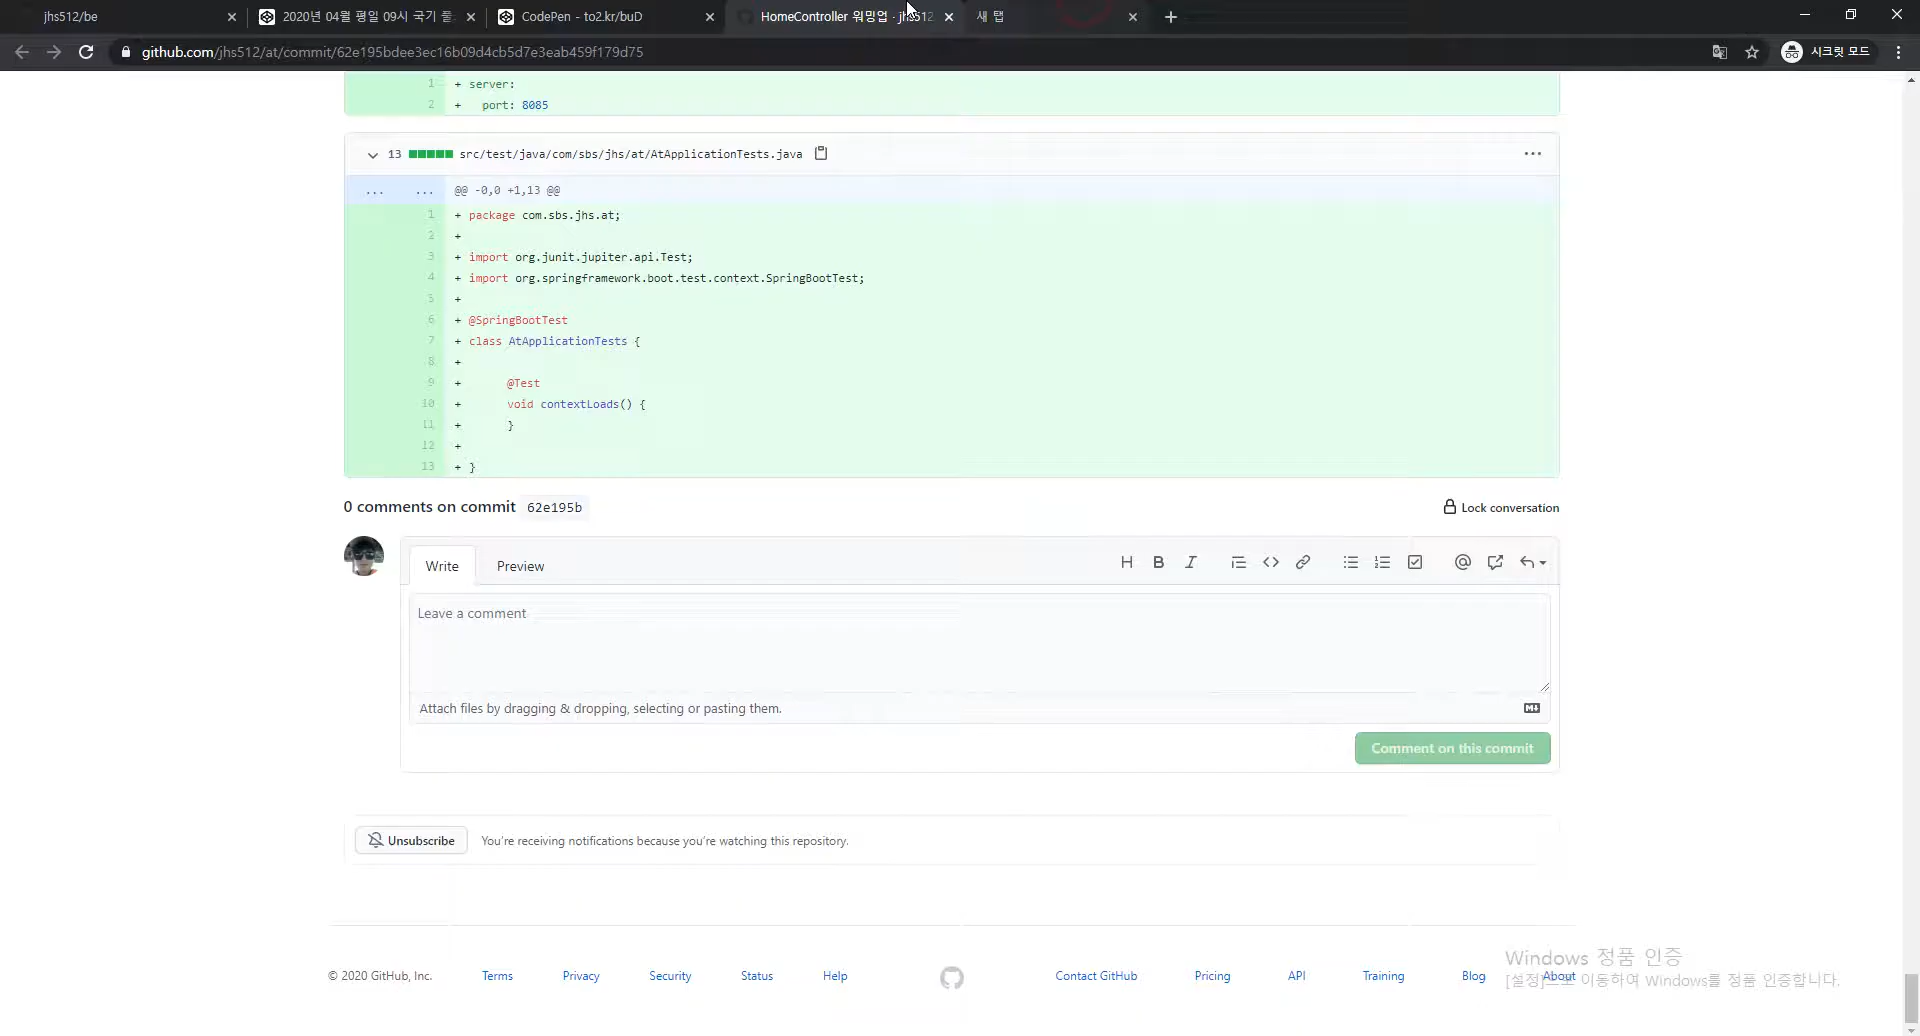 jhs512/be
2020년 04월 평일 09시 국기 풀
CodePen - to2.kr/buD
HomeController 워밍업 · jhs512
새 탭
github.com/jhs512/at/commit/62e195bdee3ec16b09d4cb5d7e3eab459f179d75
시크릿 모드
1 + server:
2 + port: 8085
13 src/test/java/com/sbs/jhs/at/AtApplicationTests.java
... ... @@ -0,0 +1,13 @@
1 + package com.sbs.jhs.at;
2 +
3 + import org.junit.jupiter.api.Test;
4 + import org.springframework.boot.test.context.SpringBootTest;
5 +
6 + @SpringBootTest
7 + class AtApplicationTests {
8 +
9 + @Test
10 + void contextLoads() {
11 + }
12 +
13 + }
0 comments on commit 62e195b
Lock conversation
Write
Preview
Leave a comment
Attach files by dragging & dropping, selecting or pasting them.
Comment on this commit
Unsubscribe
You're receiving notifications because you're watching this repository.
© 2020 GitHub, Inc.
Terms
Privacy
Security
Status
Help
Contact GitHub
Pricing
API
Training
Blog
About
Windows 정품 인증
[설정]으로 이동하여 Windows를 정품 인증합니다.